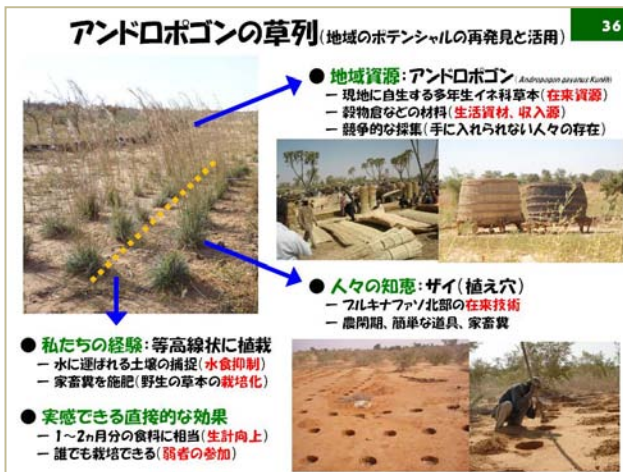 アンドロポゴンの草列(地域のポテンシャルの再発見と活用)
36
● 地域資源:アンドロポゴン(Andropogon gayanus Kunth)
− 現地に自生する多年生イネ科草本(在来資源)
− 穀物倉などの材料(生活資材、収入源)
− 競争的な採集(手に入れられない人々の存在)
● 人々の知恵:ザイ(植え穴)
− ブルキナファソ北部の在来技術
− 農閑期、簡単な道具、家畜糞
● 私たちの経験:等高線状に植栽
− 水に運ばれる土壌の捕捉(水食抑制)
− 家畜糞を施肥(野生の草本の栽培化)
● 実感できる直接的な効果
− 1〜2ヵ月分の食料に相当(生計向上)
− 誰でも栽培できる(弱者の参加)